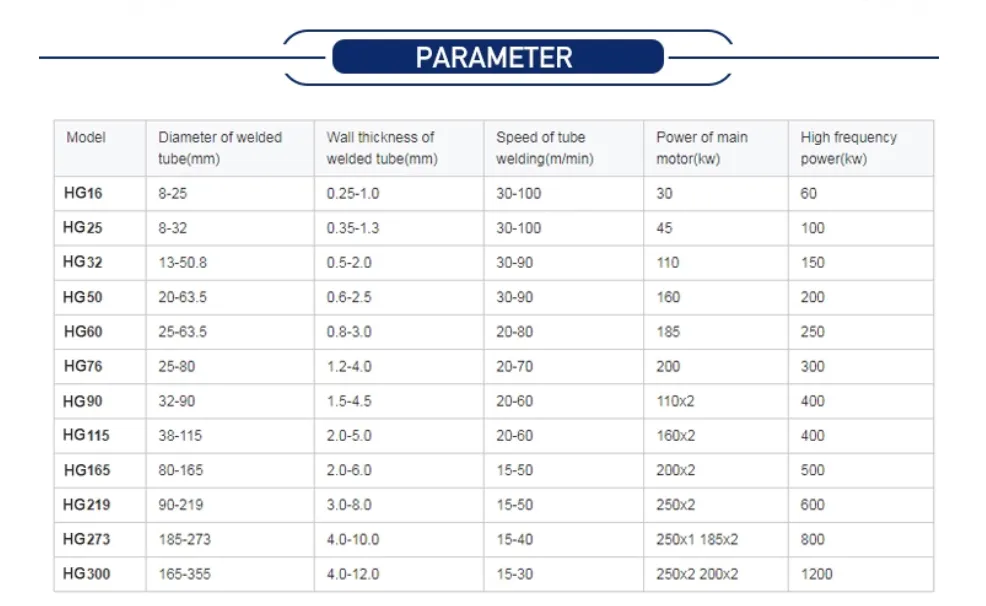 PARAMETER
Model Diameter of welded tube(mm) Wall thickness of welded tube(mm) Speed of tube welding(m/min) Power of main motor(kw) High frequency power(kw)
HG16 8-25 0.25-1.0 30-100 30 60
HG25 8-32 0.35-1.3 30-100 45 100
HG32 13-50.8 0.5-2.0 30-90 110 150
HG50 20-63.5 0.6-2.5 30-90 160 200
HG60 25-63.5 0.8-3.0 20-80 185 250
HG76 25-80 1.2-4.0 20-70 200 300
HG90 32-90 1.5-4.5 20-60 110x2 400
HG115 38-115 2.0-5.0 20-60 160x2 400
HG165 80-165 2.0-6.0 15-50 200x2 500
HG219 90-219 3.0-8.0 15-50 250x2 600
HG273 185-273 4.0-10.0 15-40 250x1 185x2 800
HG300 165-355 4.0-12.0 15-30 250x2 200x2 1200